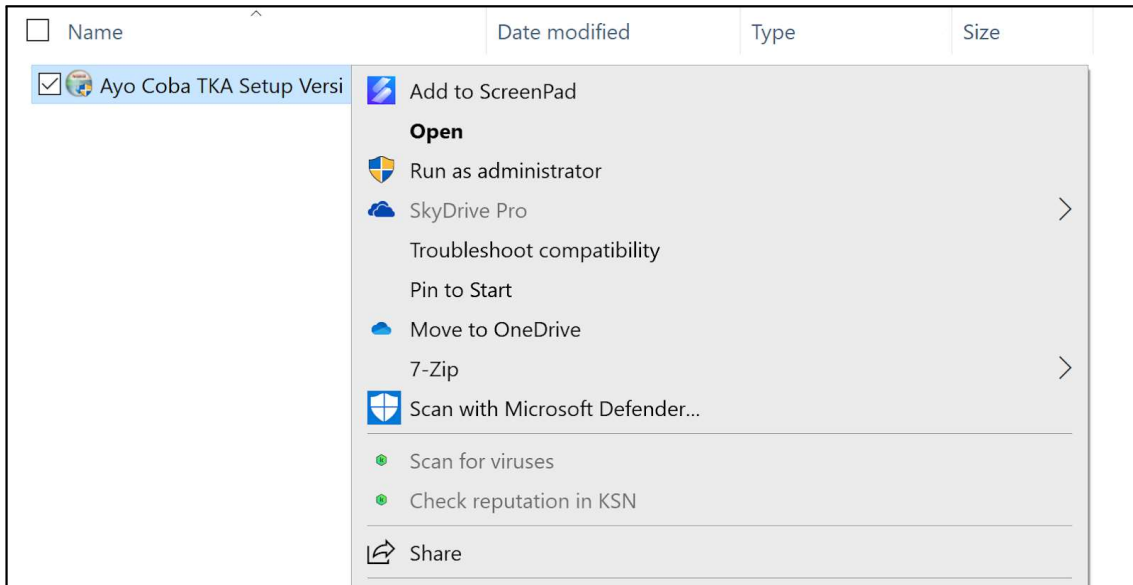 Name Date modified Type Size
Ayo Coba TKA Setup Versi
Add to ScreenPad
Open
Run as administrator
SkyDrive Pro
Troubleshoot compatibility
Pin to Start
Move to OneDrive
7-Zip
Scan with Microsoft Defender...
Scan for viruses
Check reputation in KSN
Share